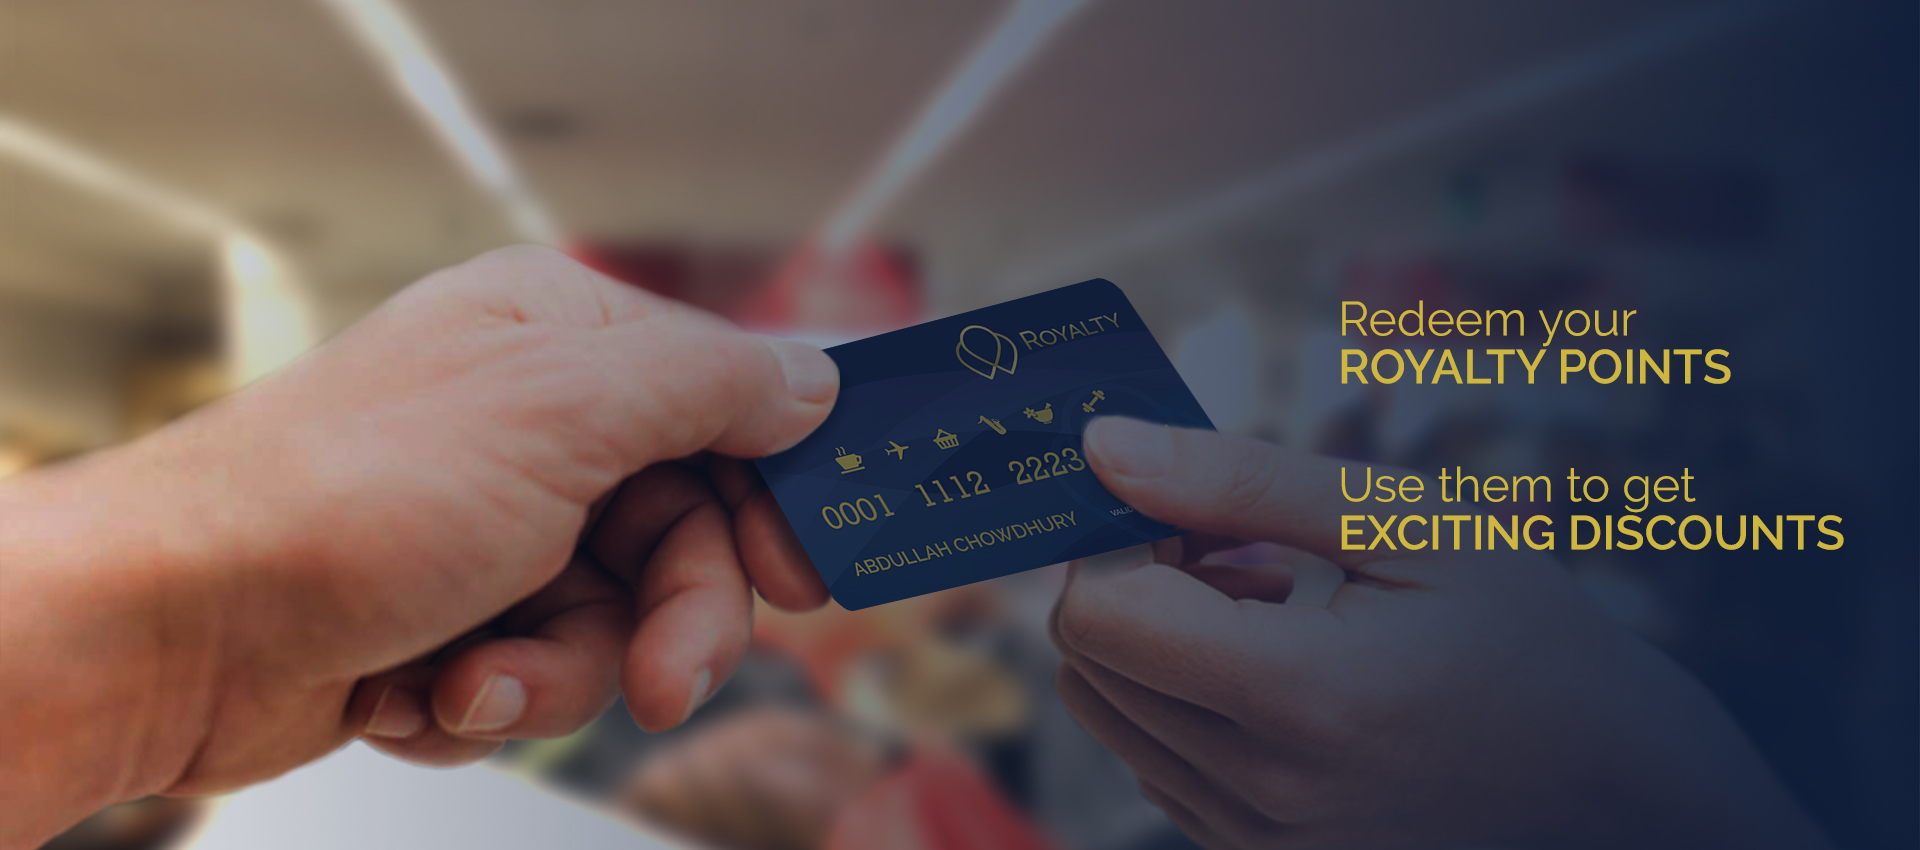 ROYALTY
0001 1112 2223
ABDULLAH CHOWDHURY
Redeem your
ROYALTY POINTS
Use them to get
EXCITING DISCOUNTS